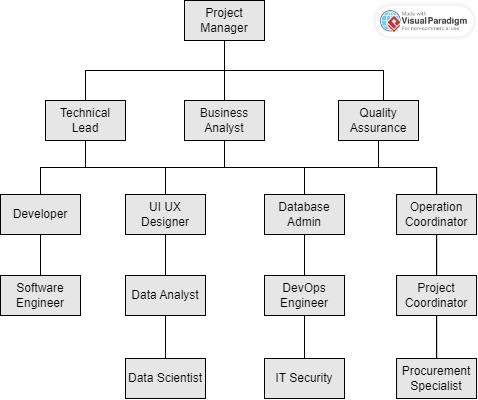 Project
Manager
Made with
Visual Paradigm
For non-commercial use
Technical
Lead
Business
Analyst
Quality
Assurance
Developer
UI UX
Designer
Database
Admin
Operation
Coordinator
Software
Engineer
Data Analyst
DevOps
Engineer
Project
Coordinator
Data Scientist
IT Security
Procurement
Specialist